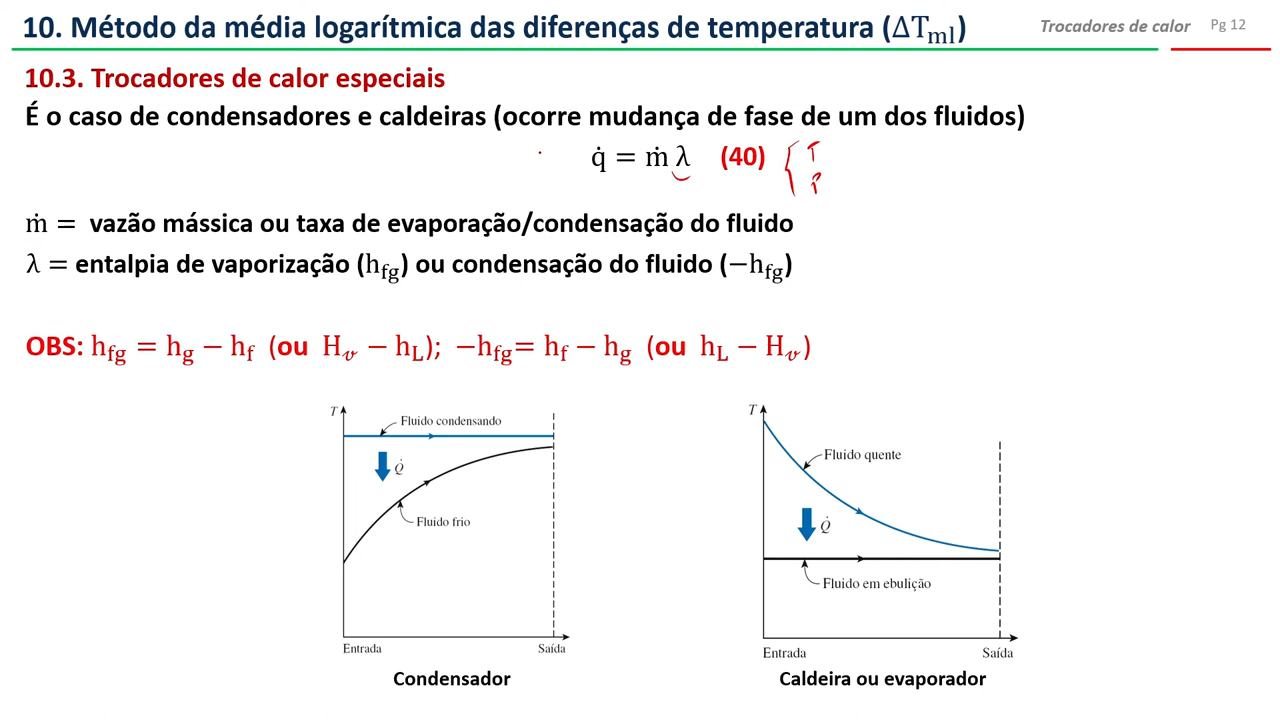 10. Método da média logarítmica das diferenças de temperatura (ΔTml)
Trocadores de calor Pg 12
10.3. Trocadores de calor especiais
É o caso de condensadores e caldeiras (ocorre mudança de fase de um dos fluidos)
q̇ = ṁ λ (40) { T
P
ṁ = vazão mássica ou taxa de evaporação/condensação do fluido
λ = entalpia de vaporização (hfg) ou condensação do fluido (−hfg)
OBS: hfg = hg − hf (ou Hv − hL); −hfg= hf − hg (ou hL − Hv)
T
Fluido condensando
Q̇
Fluido frio
Entrada Saída
Condensador
T
Fluido quente
Q̇
Fluido em ebulição
Entrada Saída
Caldeira ou evaporador